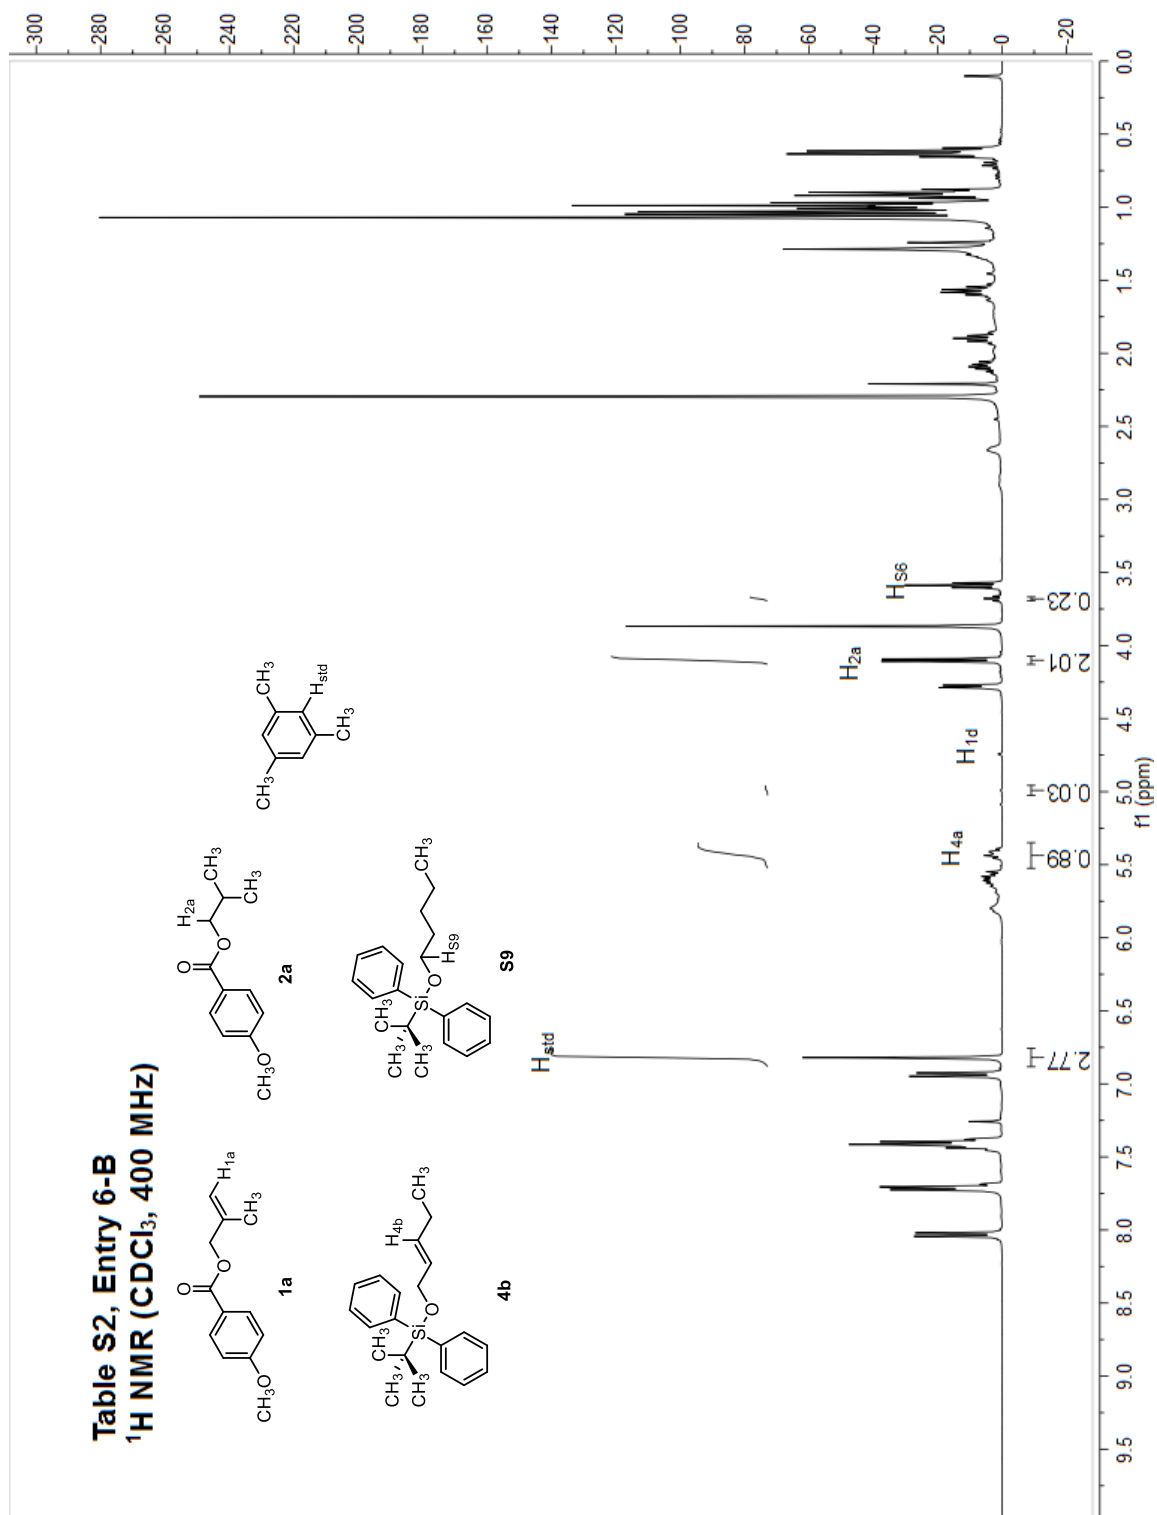 Table S2, Entry 6-B
¹H NMR (CDCl₃, 400 MHz)
O
H1a
O
CH₃
CH₃O
1a
O
H2a
O
CH₃
CH₃
CH₃O
2a
CH₃
CH₃
Hstd
CH₃
CH₃
CH₃
CH₃
Si
O
H4b
CH₃
4b
CH₃
CH₃
CH₃
Si
O
HS9
CH₃
S9
Hstd
H4a
H1d
H2a
HS6
2.77
0.89
0.03
2.01
0.23
9.5
9.0
8.5
8.0
7.5
7.0
6.5
6.0
5.5
5.0
4.5
4.0
3.5
3.0
2.5
2.0
1.5
1.0
0.5
0.0
f1 (ppm)
300
280
260
240
220
200
180
160
140
120
100
80
60
40
20
0
-20